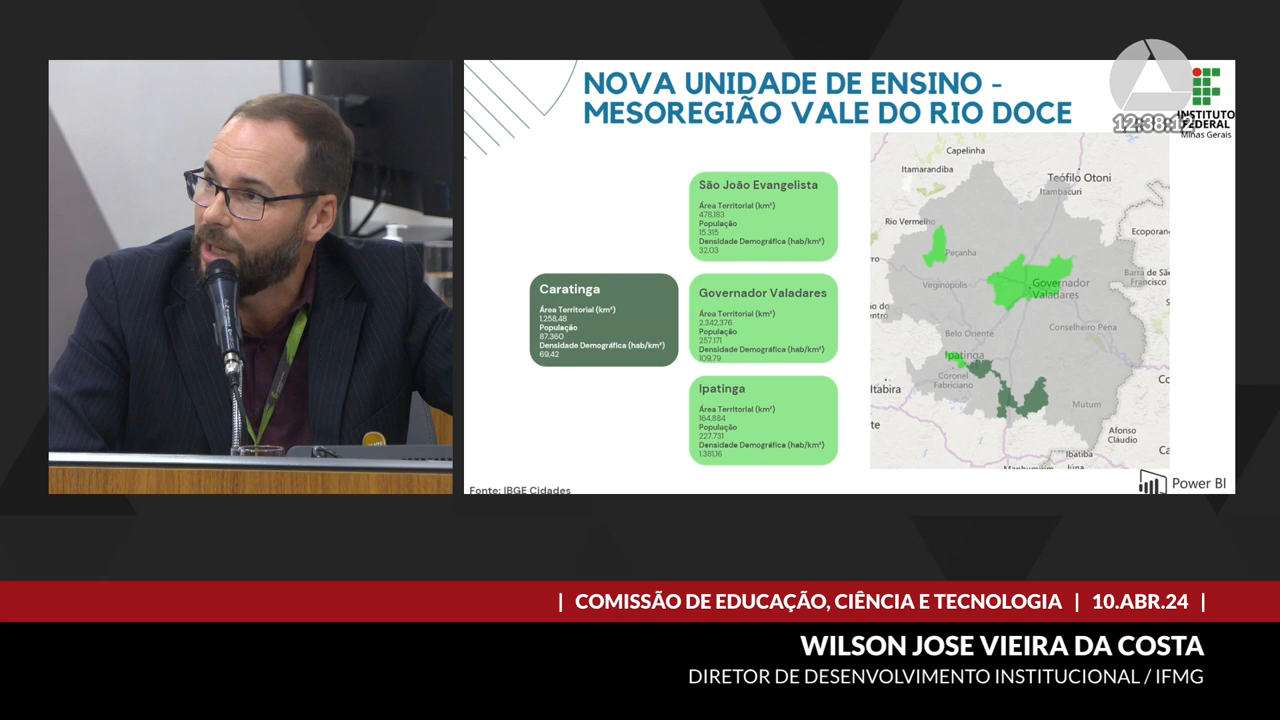 NOVA UNIDADE DE ENSINO -
MESOREGIÃO VALE DO RIO DOCE
INSTITUTO
FEDERAL
Minas Gerais
São João Evangelista
Área Territorial (km²)
478,183
População
15.315
Densidade Demográfica (hab/km²)
32,03
Caratinga
Área Territorial (km²)
1.258,48
População
87.360
Densidade Demográfica (hab/km²)
69,42
Governador Valadares
Área Territorial (km²)
2.342,376
População
257.171
Densidade Demográfica (hab/km²)
109,79
Ipatinga
Área Territorial (km²)
164,884
População
227.731
Densidade Demográfica (hab/km²)
1.381,16
Capelinha
Itamarandiba
Teófilo Otoni
Itambacuri
Rio Vermelho
Ecoporan
Peçanha
Barra de Sã
Francisco
Virginópolis
Governador
Valadares
Belo Oriente
Conselheiro Pena
Ipatinga
Coronel
Fabriciano
Itabira
Mutum
Afonso
Cláudio
Ibatiba
Manhumirim
Iúna
Power BI
Fonte: IBGE Cidades
| COMISSÃO DE EDUCAÇÃO, CIÊNCIA E TECNOLOGIA | 10.ABR.24 |
WILSON JOSE VIEIRA DA COSTA
DIRETOR DE DESENVOLVIMENTO INSTITUCIONAL / IFMG